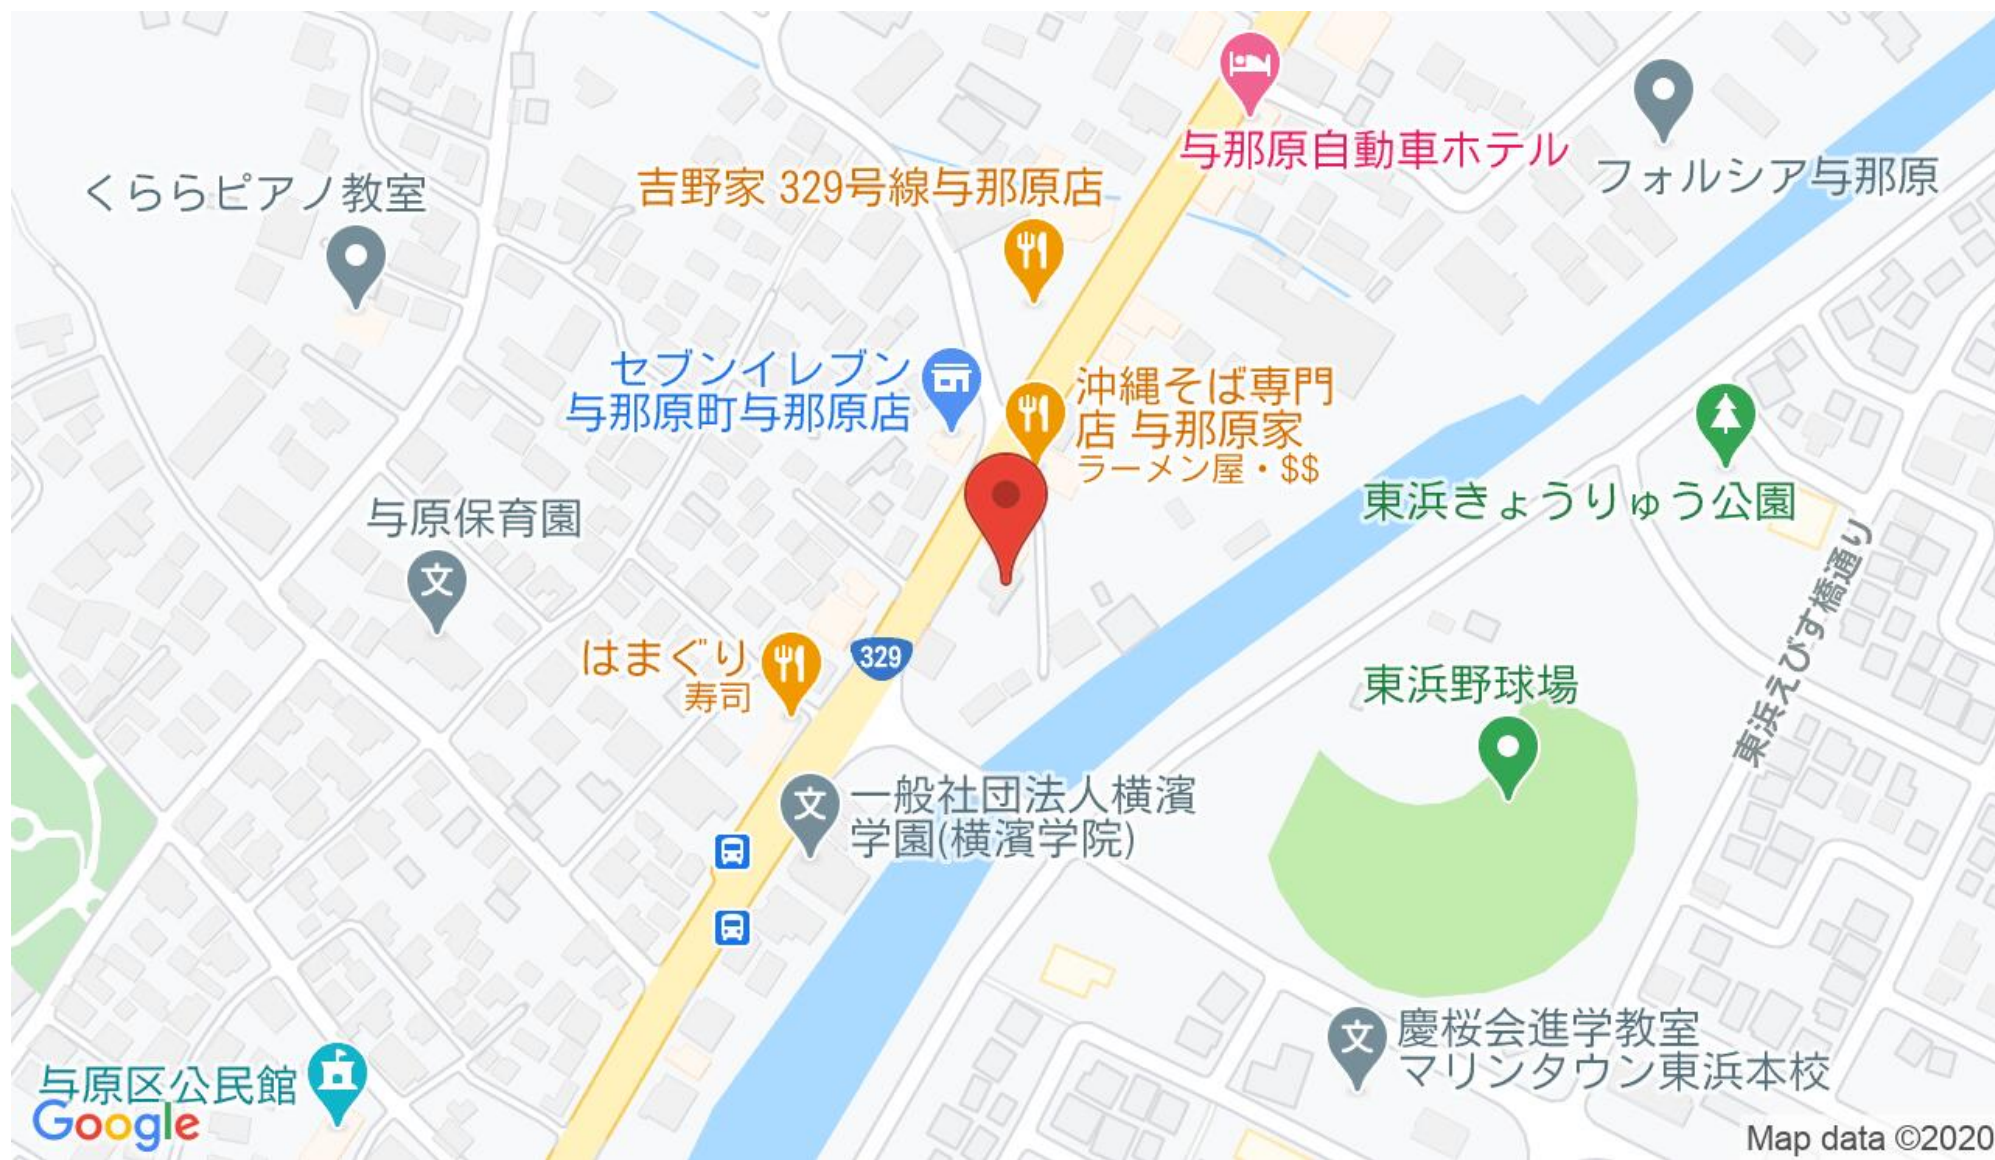 与那原自動車ホテル
フォルシア与那原
吉野家 329号線与那原店
くららピアノ教室
セブンイレブン
与那原町与那原店
沖縄そば専門
店 与那原家
ラーメン屋・$$
東浜きょうりゅう公園
与原保育園
文
東浜えびす橋通り
はまぐり
寿司
329
東浜野球場
文
一般社団法人横濱
学園(横濱学院)
文
慶桜会進学教室
マリンタウン東浜本校
与原区公民館
Google
Map data ©2020